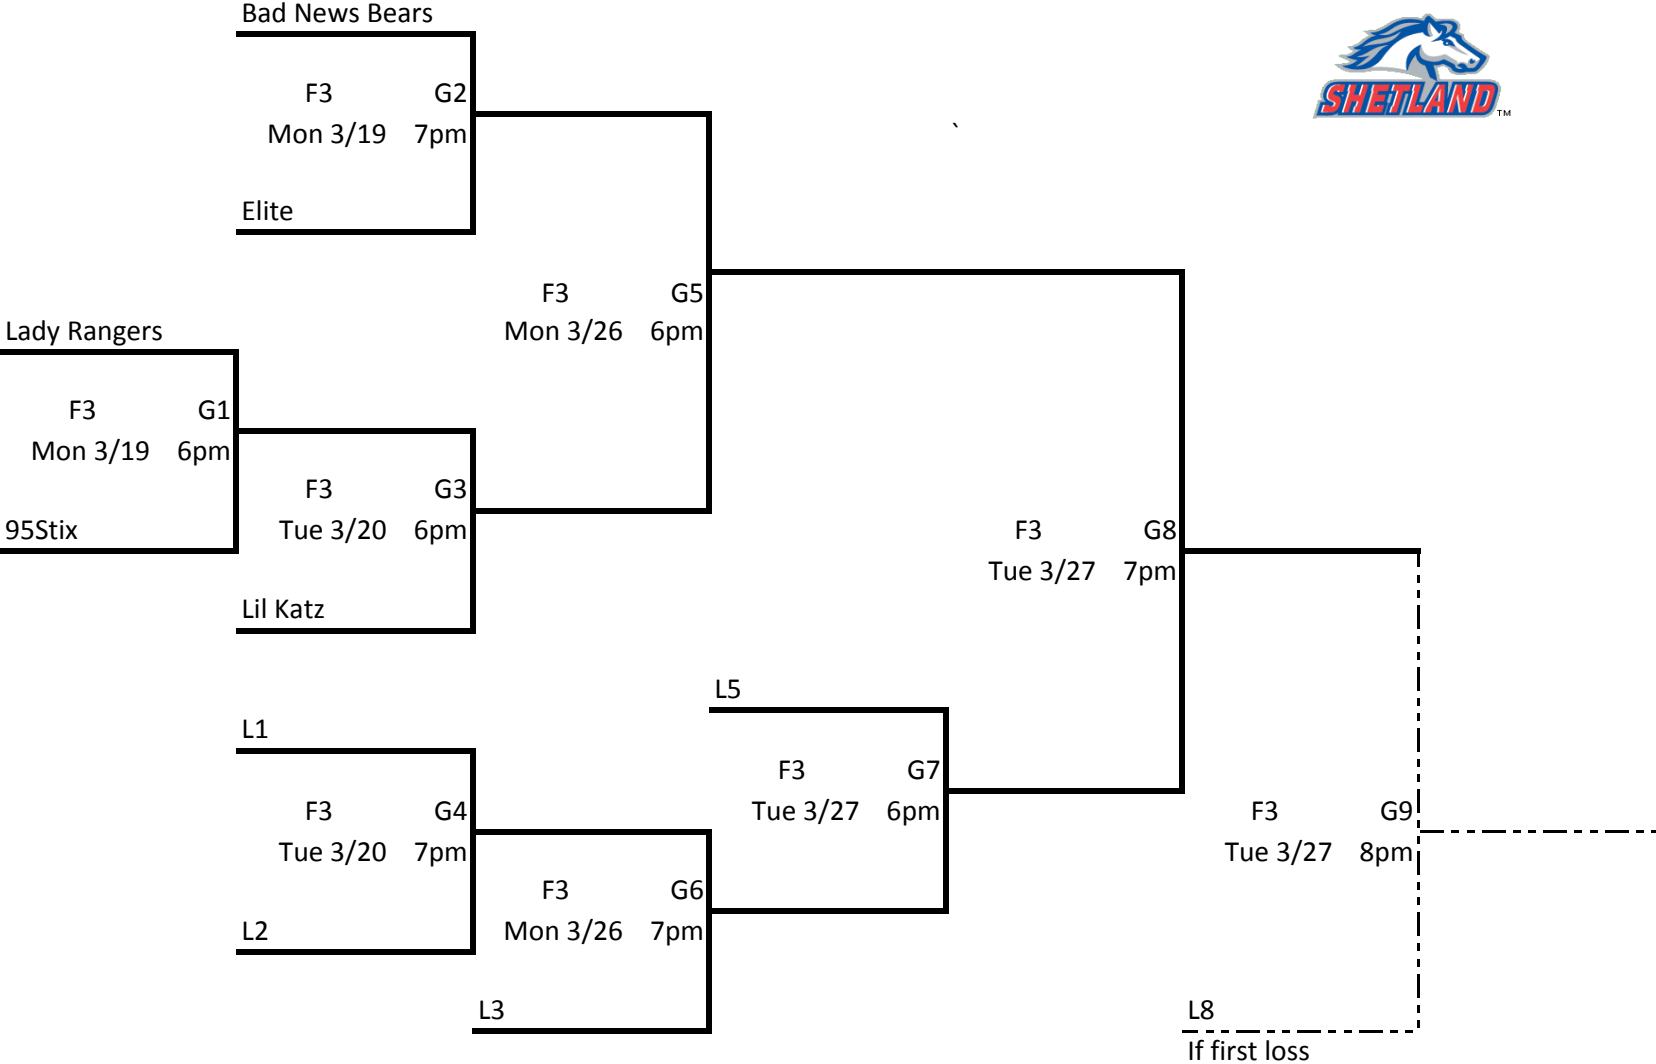 Bad News Bears
F3 G2
Mon 3/19 7pm
Elite
SHETLAND TM
`
F3 G5
Mon 3/26 6pm
Lady Rangers
F3 G1
Mon 3/19 6pm
95Stix
F3 G3
Tue 3/20 6pm
Lil Katz
F3 G8
Tue 3/27 7pm
L5
L1
F3 G7
Tue 3/27 6pm
F3 G4
Tue 3/20 7pm
L2
F3 G6
Mon 3/26 7pm
L3
F3 G9
Tue 3/27 8pm
L8
If first loss